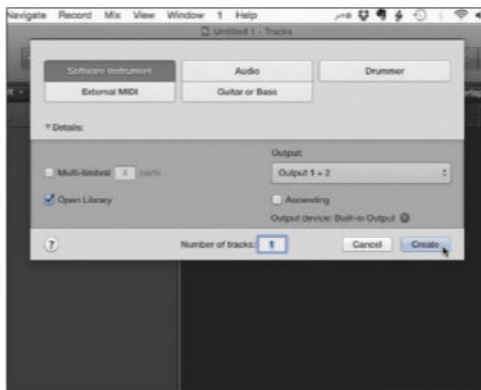 Navigate Record Mix View Window 1 Help
Untitled 1 - Tracks
Software Instrument Audio Drummer
External MIDI Guitar or Bass
Details:
Output:
Multi-timbral 4 parts Output 1 + 2
Open Library Ascending
Output device: Built-in Output
? Number of tracks: 1 Cancel Create